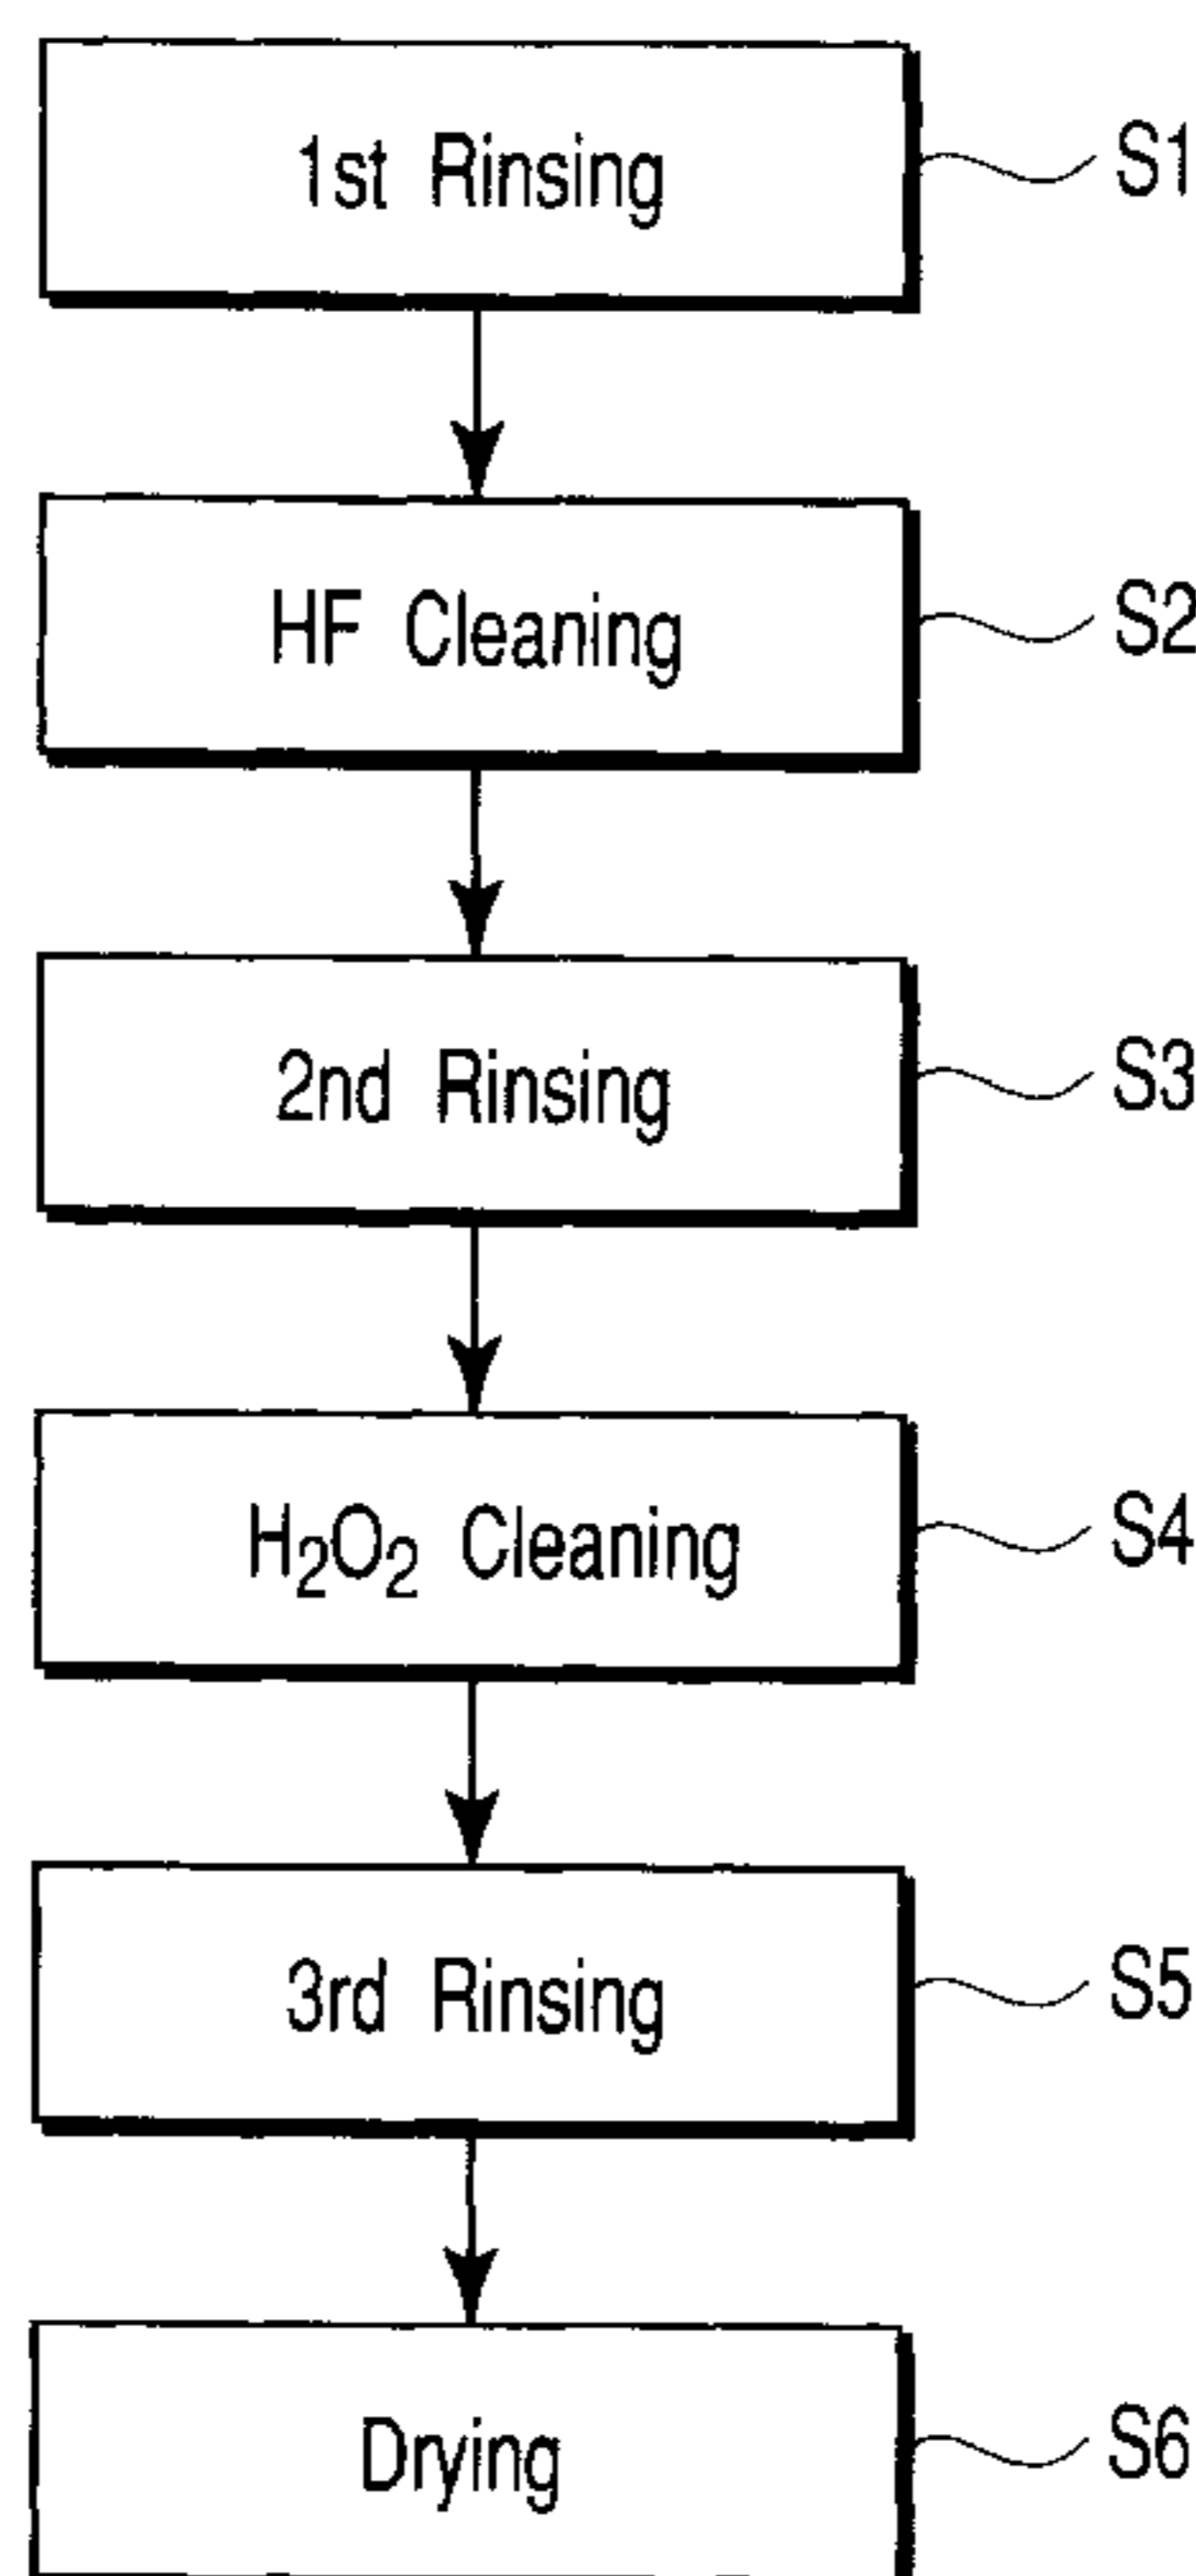 1st Rinsing S1
HF Cleaning S2
2nd Rinsing S3
H₂O₂ Cleaning S4
3rd Rinsing S5
Drying S6